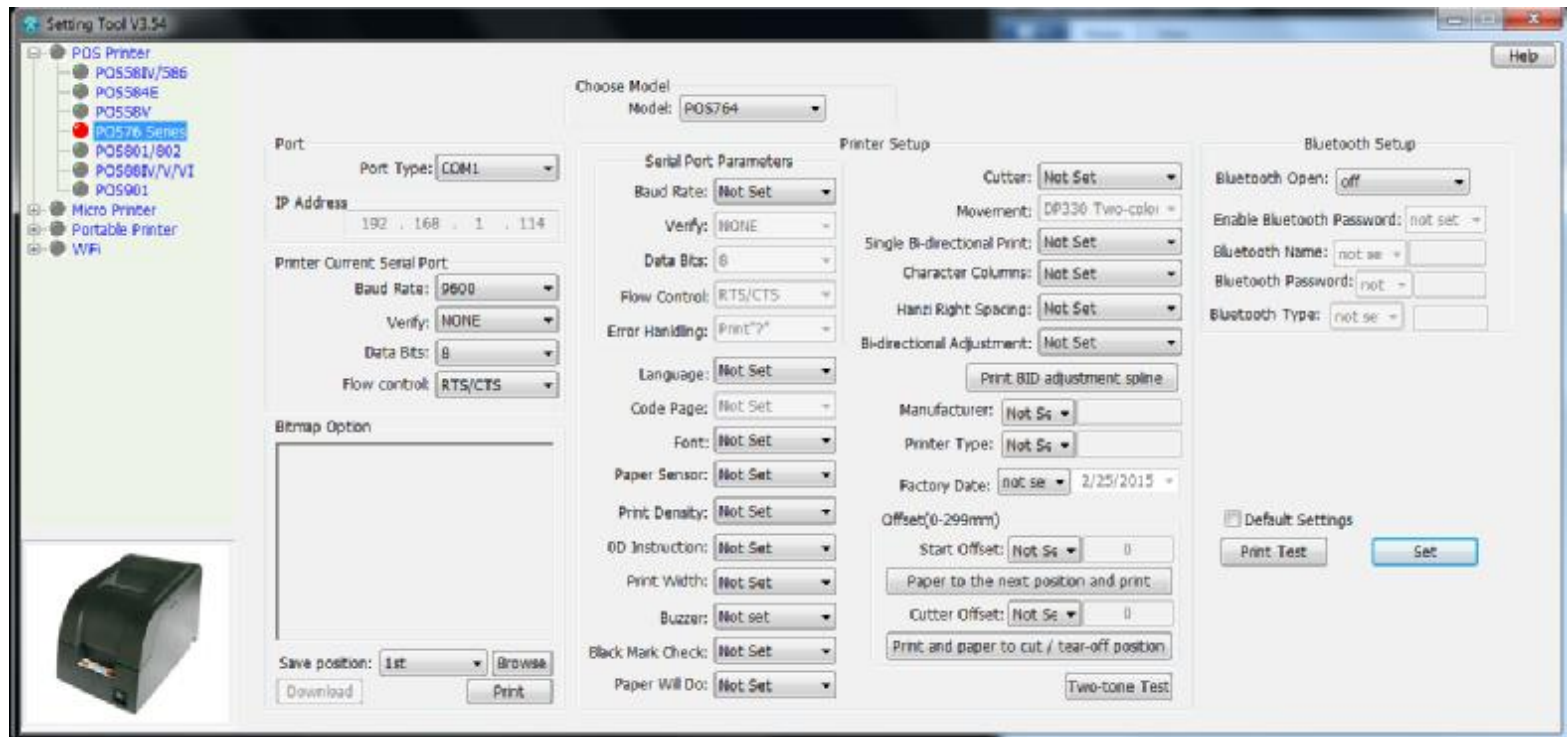 Setting Tool V3.54
Help
POS Printer
POS58IV/586
POS584E
POS58V
POS76 Series
POS801/802
POS88IV/V/VI
POS901
Micro Printer
Portable Printer
WiFi
Choose Model
Model: POS764
Port
Port Type: COM1
IP Address
192 . 168 . 1 . 114
Printer Current Serial Port
Baud Rate: 9600
Verify: NONE
Data Bits: 8
Flow control: RTS/CTS
Bitmap Option
Save position: 1st Browse
Download Print
Printer Setup
Serial Port Parameters
Baud Rate: Not Set
Verify: NONE
Data Bits: 8
Flow Control: RTS/CTS
Error Handling: Print"?"
Language: Not Set
Code Page: Not Set
Font: Not Set
Paper Sensor: Not Set
Print Density: Not Set
0D Instruction: Not Set
Print Width: Not Set
Buzzer: Not set
Black Mark Check: Not Set
Paper Will Do: Not Set
Cutter: Not Set
Movement: DP330 Two-color
Single Bi-directional Print: Not Set
Character Columns: Not Set
Hanzi Right Spacing: Not Set
Bi-directional Adjustment: Not Set
Print BID adjustment spline
Manufacturer: Not Se
Printer Type: Not Se
Factory Date: not se 2/25/2015
Offset(0-299mm)
Start Offset: Not Se 0
Paper to the next position and print
Cutter Offset: Not Se 0
Print and paper to cut / tear-off position
Two-tone Test
Bluetooth Setup
Bluetooth Open: off
Enable Bluetooth Password: not set
Bluetooth Name: not se
Bluetooth Password: not
Bluetooth Type: not se
Default Settings
Print Test Set